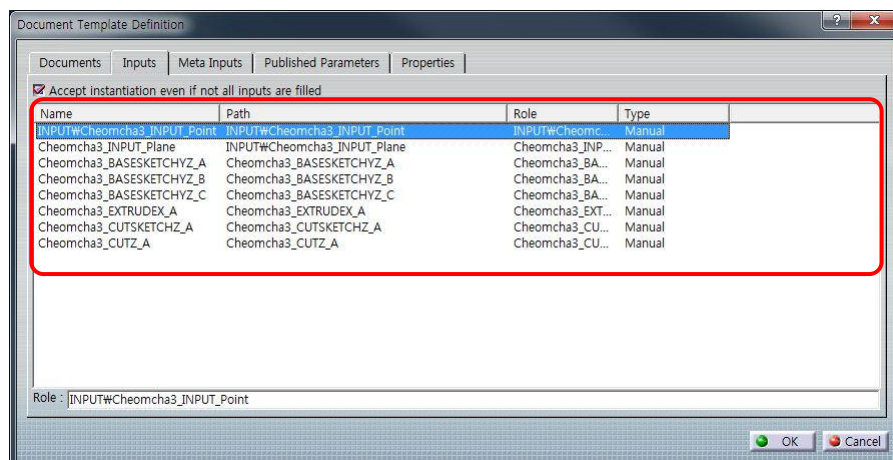 Document Template Definition
? X
Documents Inputs Meta Inputs Published Parameters Properties
Accept instantiation even if not all inputs are filled
Name Path Role Type
INPUT₩Cheomcha3_INPUT_Point INPUT₩Cheomcha3_INPUT_Point INPUT₩Cheomc... Manual
Cheomcha3_INPUT_Plane INPUT₩Cheomcha3_INPUT_Plane Cheomcha3_INP... Manual
Cheomcha3_BASESKETCHYZ_A Cheomcha3_BASESKETCHYZ_A Cheomcha3_BA... Manual
Cheomcha3_BASESKETCHYZ_B Cheomcha3_BASESKETCHYZ_B Cheomcha3_BA... Manual
Cheomcha3_BASESKETCHYZ_C Cheomcha3_BASESKETCHYZ_C Cheomcha3_BA... Manual
Cheomcha3_EXTRUDEX_A Cheomcha3_EXTRUDEX_A Cheomcha3_EXT... Manual
Cheomcha3_CUTSKETCHZ_A Cheomcha3_CUTSKETCHZ_A Cheomcha3_CU... Manual
Cheomcha3_CUTZ_A Cheomcha3_CUTZ_A Cheomcha3_CU... Manual
Role : INPUT₩Cheomcha3_INPUT_Point
OK Cancel